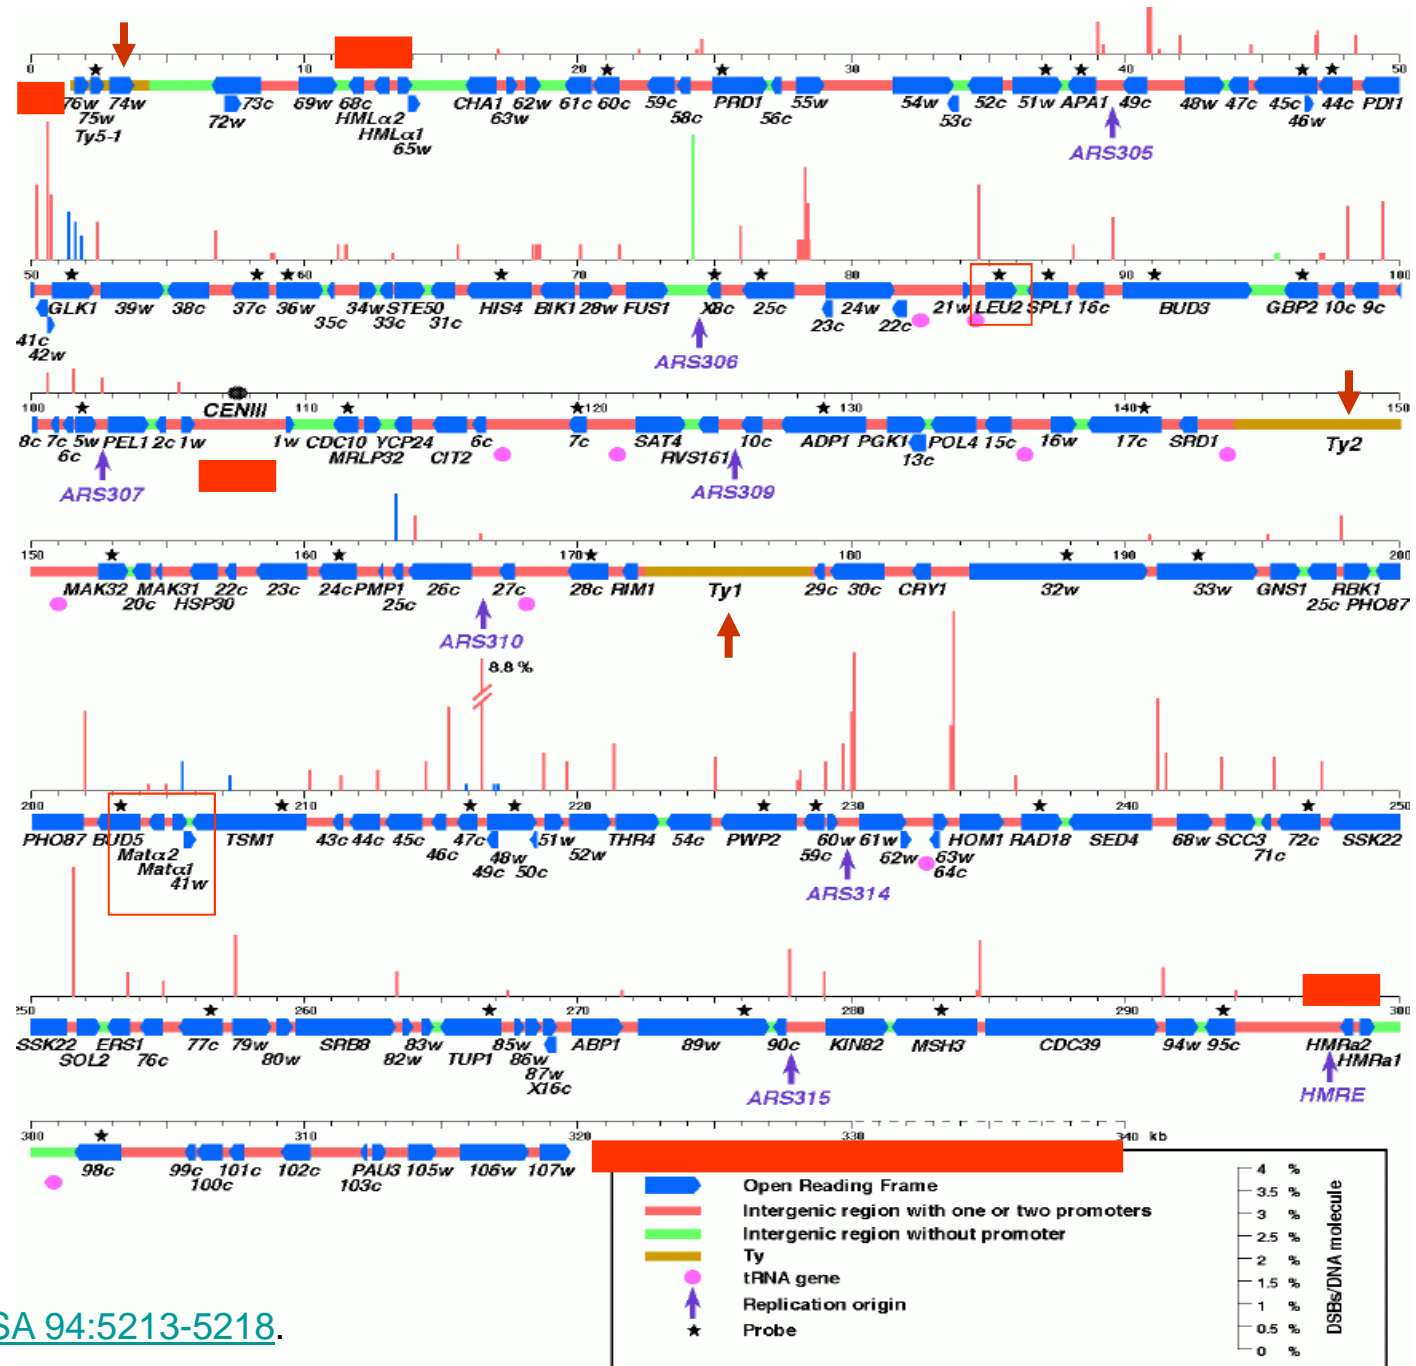 0 10 20 30 40 50
76w 74w 73c 69w 68c CHA1 62w 61c 60c 59c PRD1 55w 54w 52c 51w APA1 49c 48w 47c 45c 44c PDI1
75w 72w HMLα2 63w 58c 56c 53c 46w
Ty5-1 HMLα1
65w
ARS305
50 60 70 80 90 100
GLK1 39w 38c 37c 36w 34w STE50 HIS4 BIK1 28w FUS1 25c 24w 21w LEU2 SPL1 16c BUD3 GBP2 10c 9c
41c 35c 33c 31c 23c 22c
42w
ARS306
100 CENIII 110 120 130 140 150
8c 7c 5w PEL1 2c 1w 1w CDC10 YCP24 6c 7c SAT4 10c ADP1 PGK1 POL4 15c 16w 17c SRD1 Ty2
6c MRLP32 CIT2 RVS161 13c
ARS307 ARS309
150 160 170 180 190 200
MAK32 MAK31 22c 23c 24c PMP1 26c 27c 28c RIM1 Ty1 29c 30c CRY1 32w 33w GNS1 RBK1
20c HSP30 25c 25c PHO87
ARS310
8.8 %
200 210 220 230 240 250
PHO87 BUD5 TSM1 43c 44c 45c 47c 51w THR4 54c PWP2 60w 61w HOM1 RAD18 SED4 68w SCC3 72c SSK22
Matα2 46c 48w 52w 59c 62w 63w 71c
Matα1 49c 50c 64c
41w
ARS314
250 260 270 280 290 300
SSK22 ERS1 77c 79w SRB8 83w 85w ABP1 89w 90c KIN82 MSH3 CDC39 94w 95c HMRa2
SOL2 76c 80w 82w TUP1 86w HMRa1
87w
X16c
ARS315 HMRE
300 310 320 330 340 kb
98c 99c 101c 102c PAU3 105w 106w 107w
100c 103c
Open Reading Frame
Intergenic region with one or two promoters
Intergenic region without promoter
Ty
tRNA gene
Replication origin
Probe
4 %
3.5 %
3 %
2.5 %
2 %
1.5 %
1 %
0.5 %
0 %
DSBs/DNA molecule
SA 94:5213-5218.